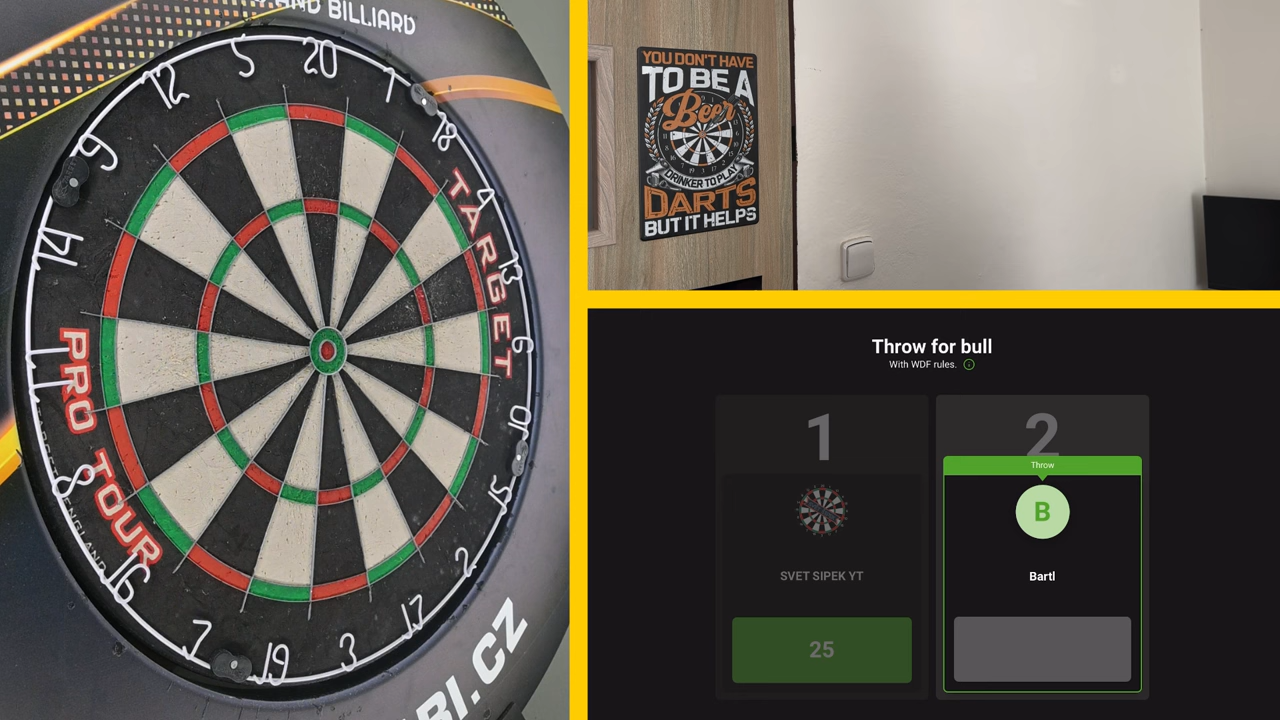 AND BILLIARD
5
20
1
12
18
9
4
14
13
11
6
8
10
16
15
7
2
19
17
3
TARGET
PRO TOUR
ENGLAND
BI.CZ
YOU DON'T HAVE
TO BE A
Beer
DRINKER TO PLAY
DARTS
BUT IT HELPS
Throw for bull
With WDF rules.
1
SVET SIPEK YT
25
2
Throw
B
Bartl